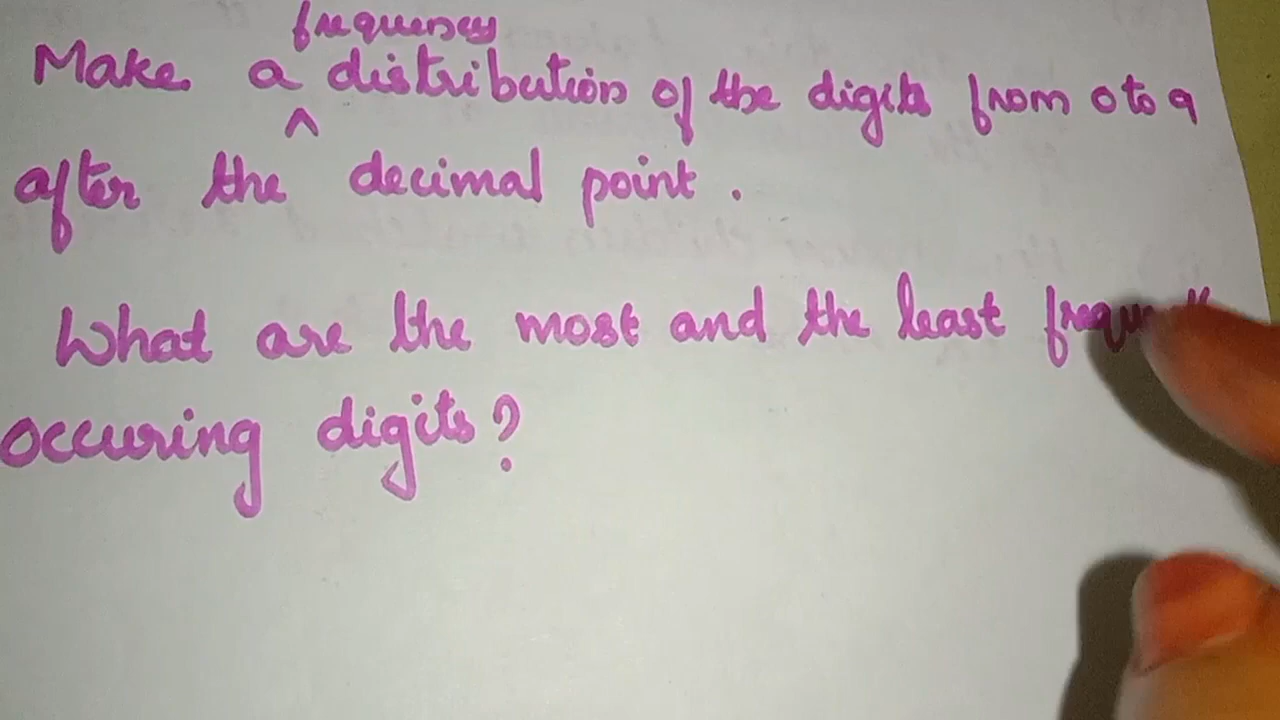 frequency
Make a ^ distribution of the digits from 0 to 9
after the decimal point.
What are the most and the least
occuring digits?